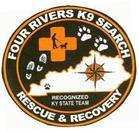 FOUR RIVERS K9 SEARCH
RECOGNIZED
KY STATE TEAM
RESCUE & RECOVERY